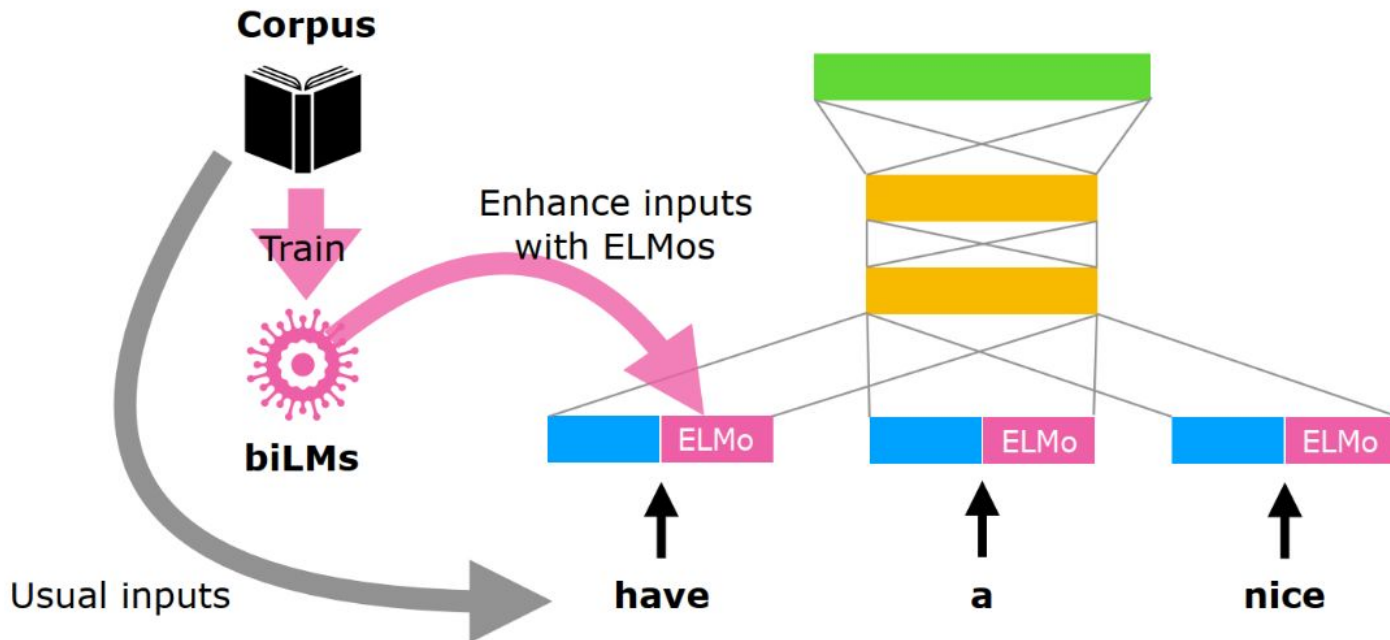 Corpus
Train
Enhance inputs
with ELMos
biLMs
ELMo
ELMo
ELMo
Usual inputs
have
a
nice